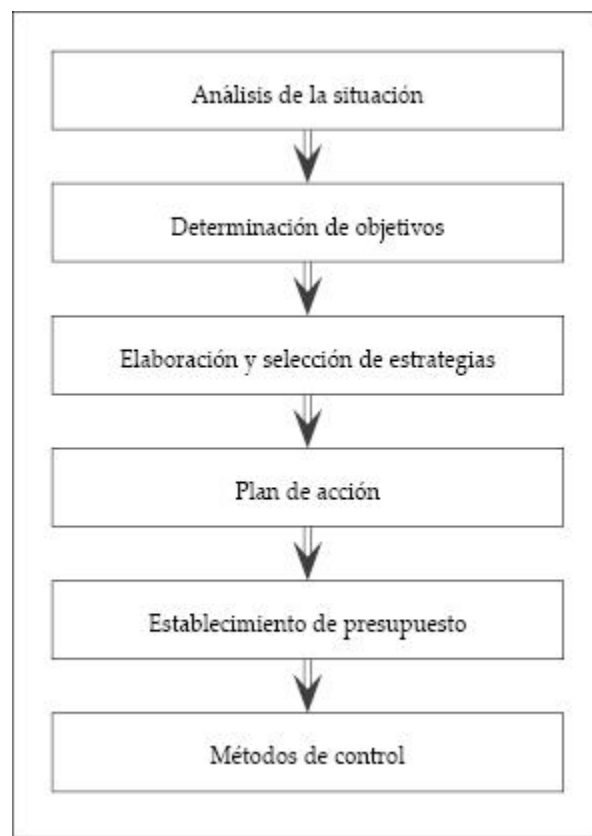 Análisis de la situación
Determinación de objetivos
Elaboración y selección de estrategias
Plan de acción
Establecimiento de presupuesto
Métodos de control